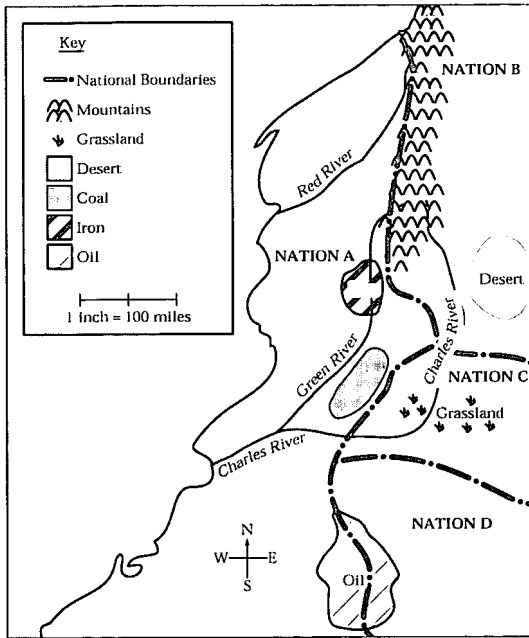 Key
National Boundaries
Mountains
Grassland
Desert
Coal
Iron
Oil
1 inch = 100 miles
NATION B
Red River
NATION A
Desert
Green River
Charles River
NATION C
Grassland
Charles River
NATION D
N
W E
S
Oil